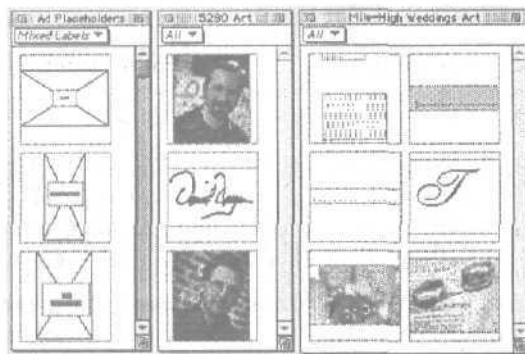 Ad Placeholders
Mixed Labels
5280 Art
All
Mile-High Weddings Art
All
T